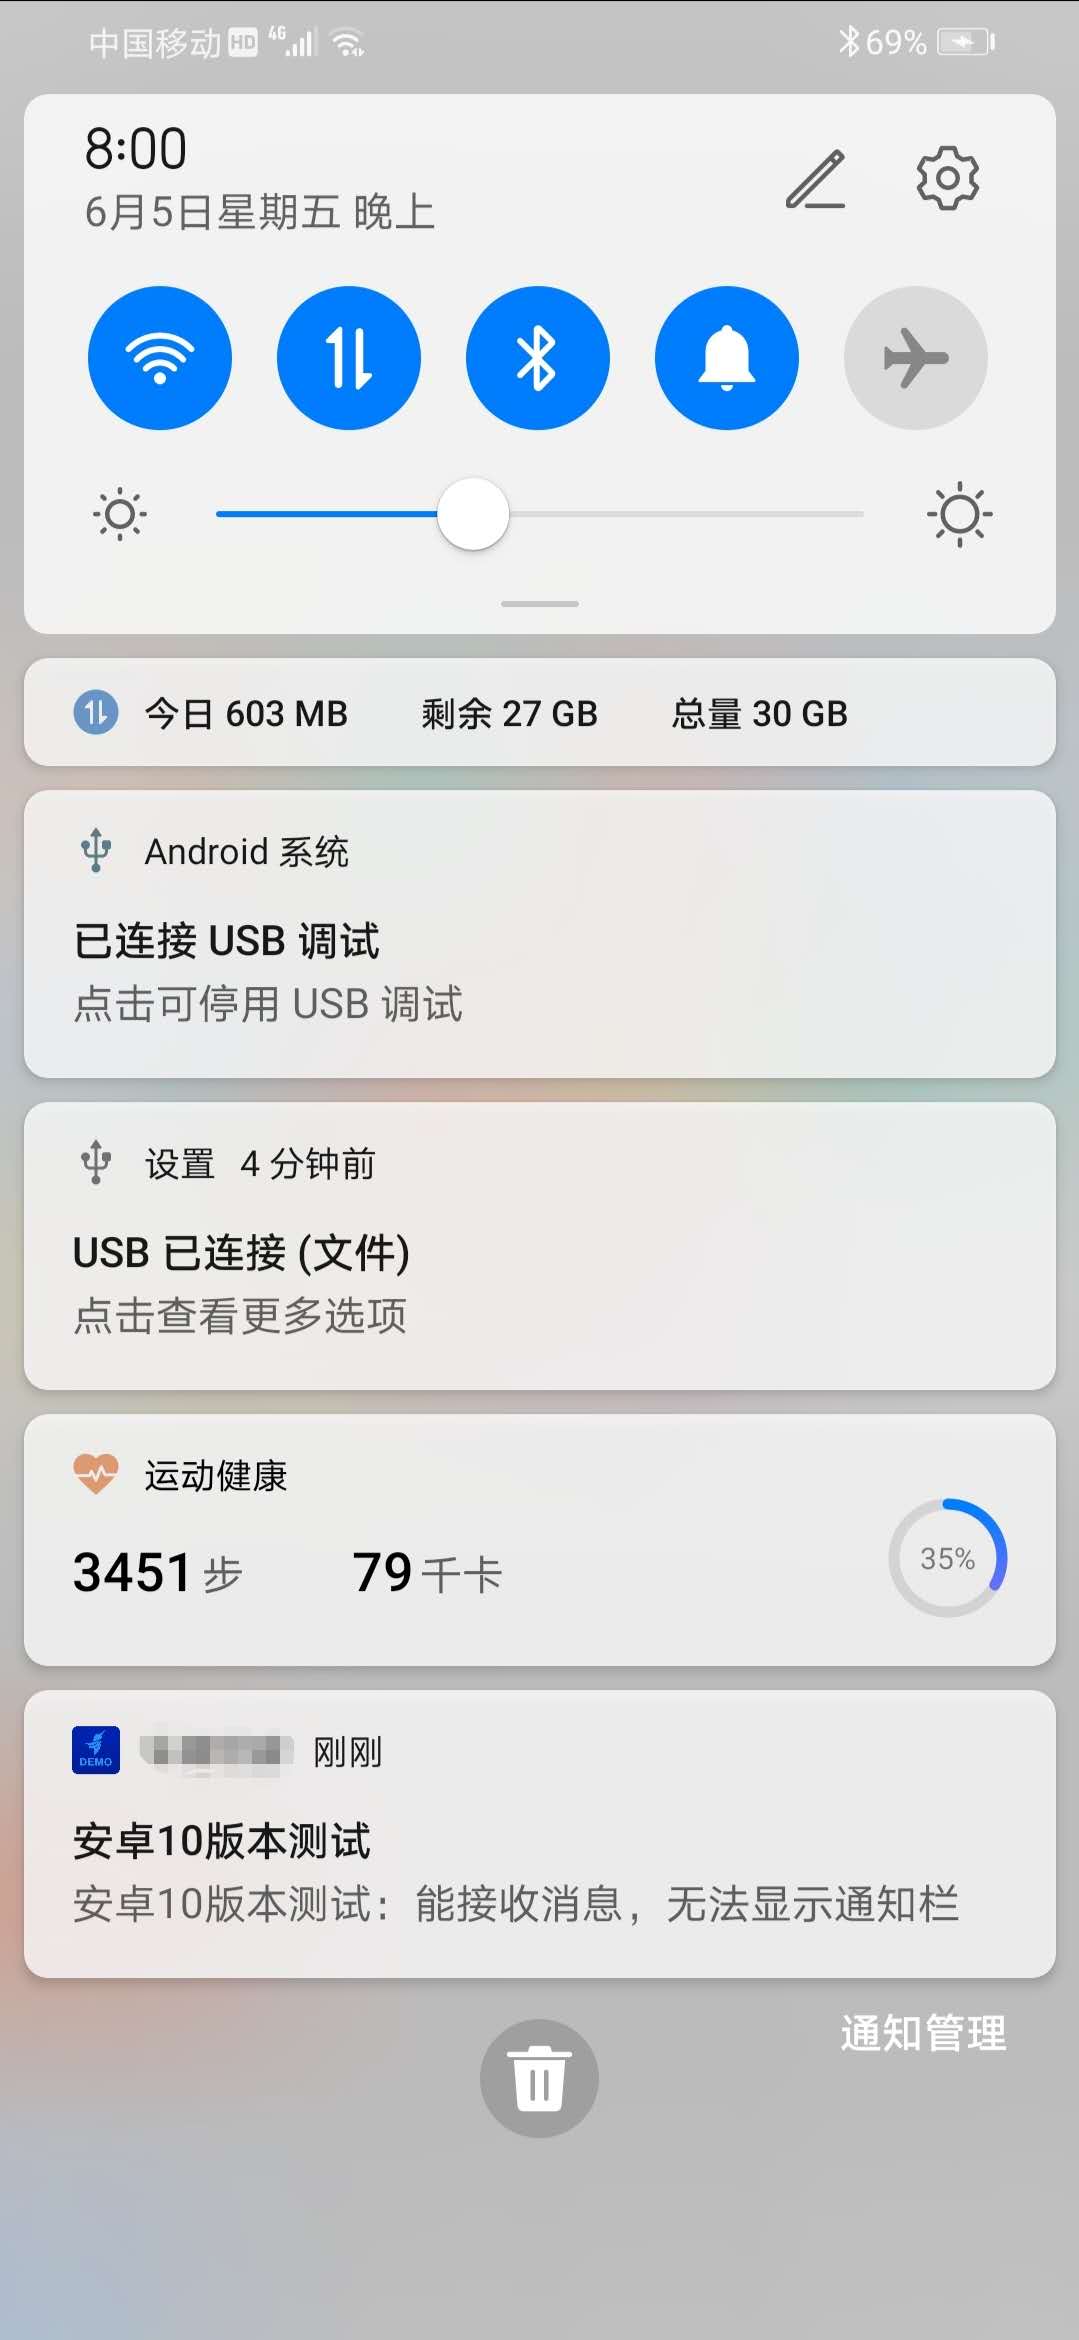 中国移动 HD 4G 69%
8:00
6月5日星期五 晚上
今日 603 MB 剩余 27 GB 总量 30 GB
Android 系统
已连接 USB 调试
点击可停用 USB 调试
设置 4 分钟前
USB 已连接 (文件)
点击查看更多选项
运动健康
3451 步 79 千卡
35%
DEMO 刚刚
安卓10版本测试
安卓10版本测试：能接收消息，无法显示通知栏
通知管理